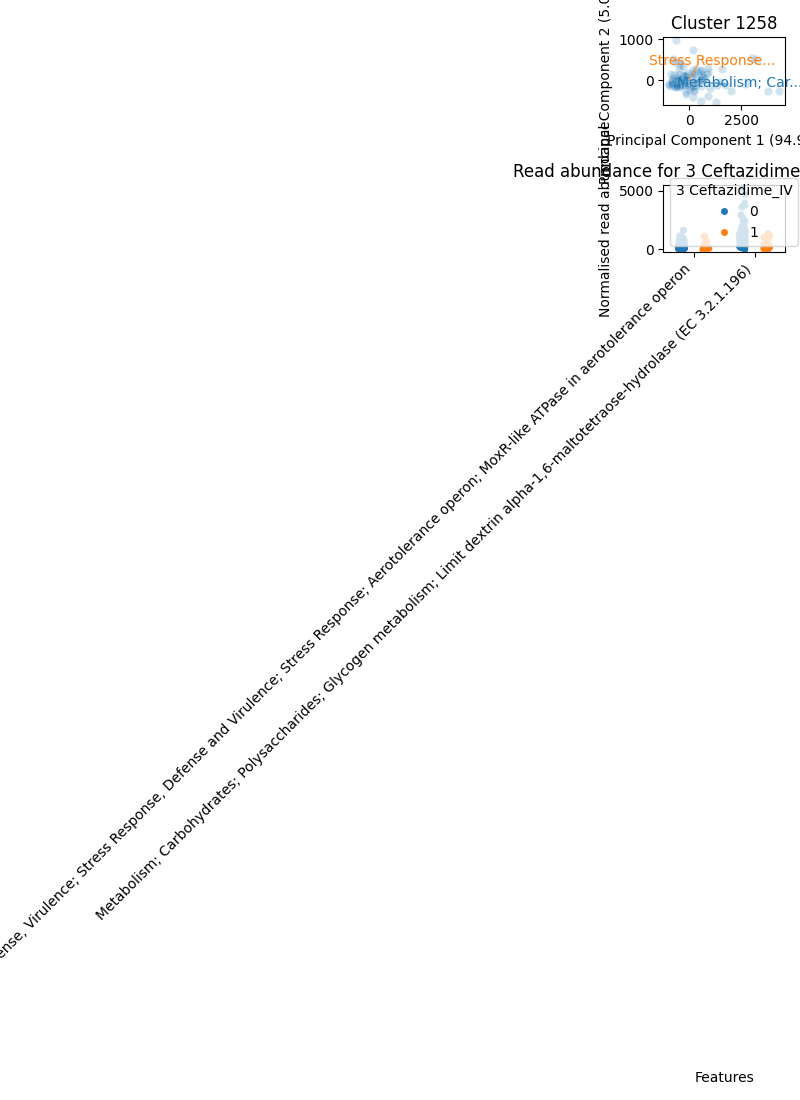 Cluster 1258
Principal Component 2 (5.0
1000
0
Stress Response...
Metabolism; Car...
0 2500
Principal Component 1 (94.9
Read abundance for 3 Ceftazidime
Normalised read abundance
5000
0
3 Ceftazidime_IV
0
1
ense, Virulence; Stress Response, Defense and Virulence; Stress Response; Aerotolerance operon; MoxR-like ATPase in aerotolerance operon
Metabolism; Carbohydrates; Polysaccharides; Glycogen metabolism; Limit dextrin alpha-1,6-maltotetraose-hydrolase (EC 3.2.1.196)
Features